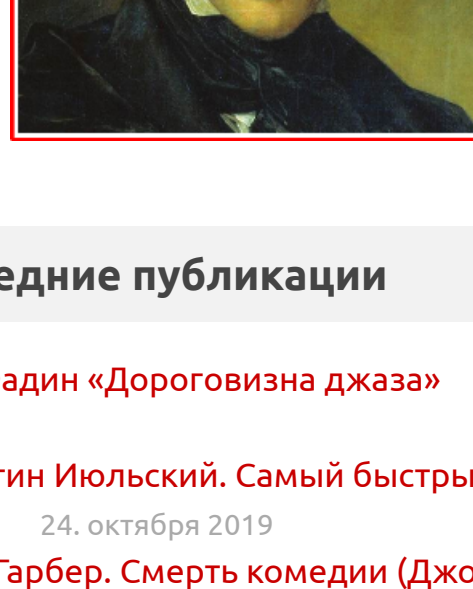 едние публикации
адин «Дороговизна джаза»
тин Июльский. Самый быстры
24. октября 2019
Гарбер. Смерть комедии (Джо